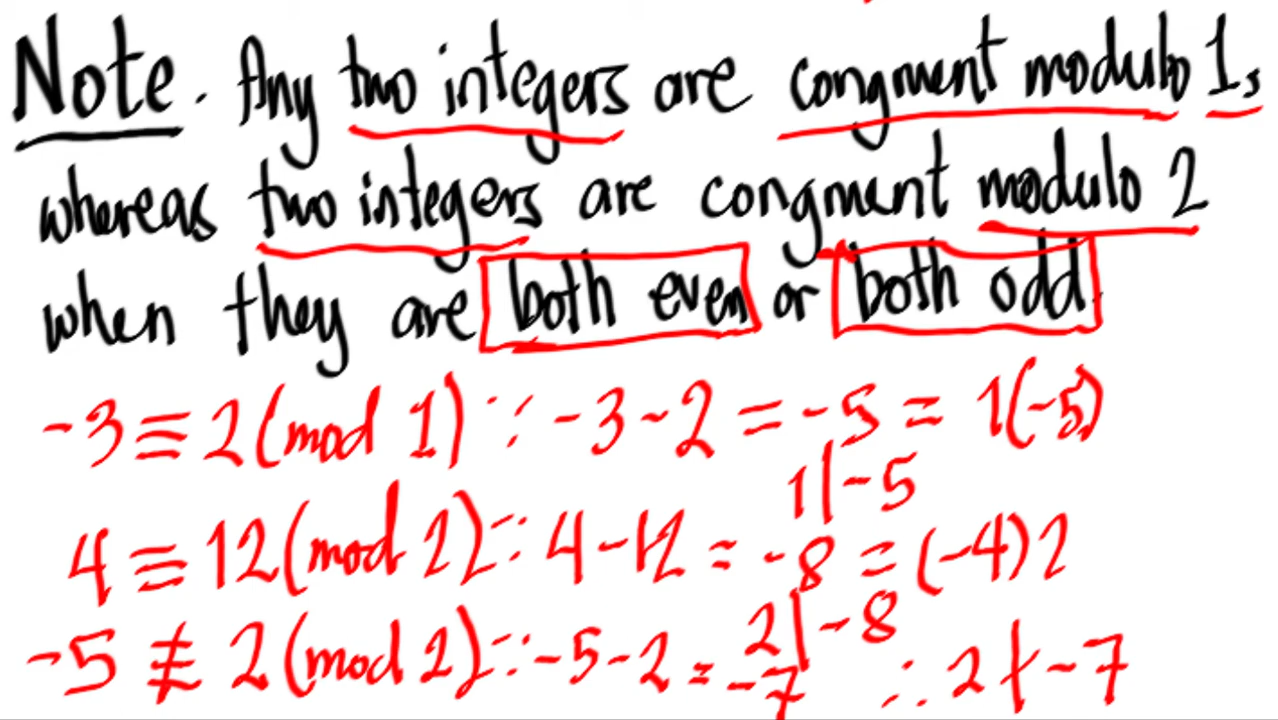 Note. Any two integers are congruent modulo 1,
whereas two integers are congruent modulo 2
when they are both even or both odd.
-3 ≡ 2 (mod 1) ∵ -3 - 2 = -5 = 1(-5)
1 | -5
4 ≡ 12 (mod 2) ∵ 4 - 12 = -8 = (-4)2
2 | -8
-5 ≢ 2 (mod 2) ∵ -5 - 2 = -7 ∴ 2 ∤ -7